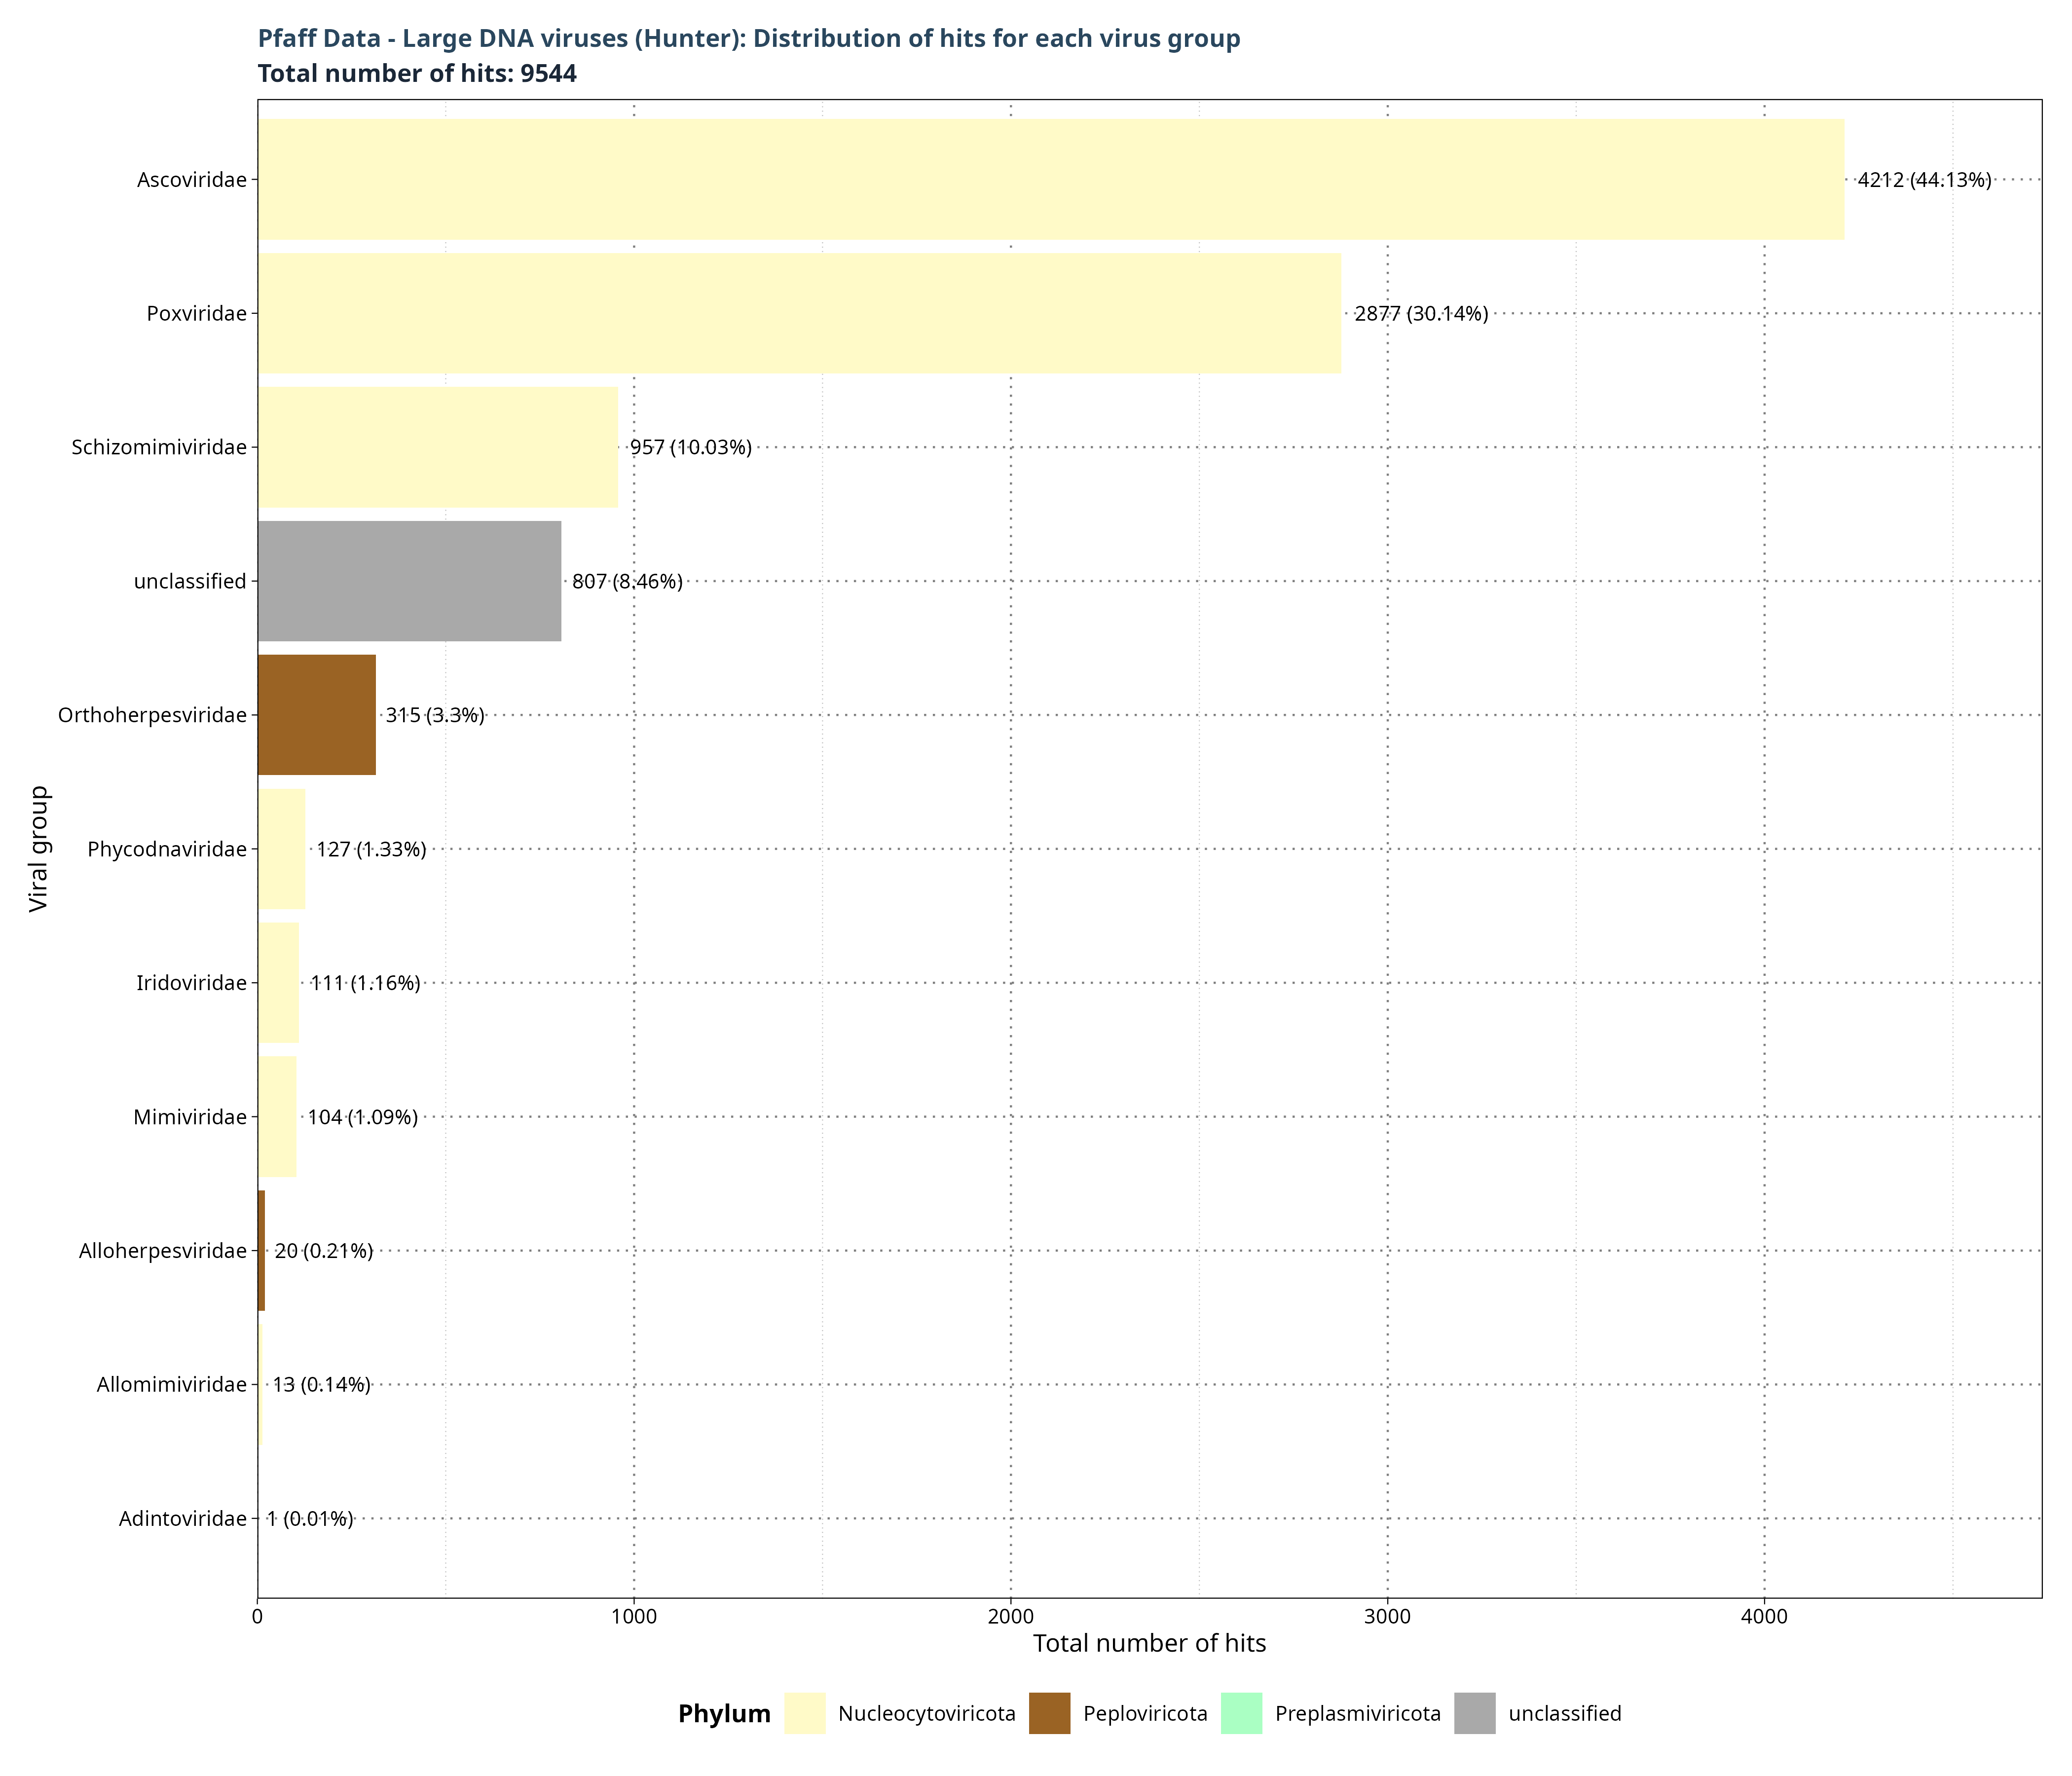 Pfaff Data - Large DNA viruses (Hunter): Distribution of hits for each virus group
Total number of hits: 9544
Viral group
Ascoviridae 4212 (44.13%)
Poxviridae 2877 (30.14%)
Schizomimiviridae 957 (10.03%)
unclassified 807 (8.46%)
Orthoherpesviridae 315 (3.3%)
Phycodnaviridae 127 (1.33%)
Iridoviridae 111 (1.16%)
Mimiviridae 104 (1.09%)
Alloherpesviridae 20 (0.21%)
Allomimiviridae 13 (0.14%)
Adintoviridae 1 (0.01%)
0 1000 2000 3000 4000
Total number of hits
Phylum Nucleocytoviricota Peploviricota Preplasmiviricota unclassified